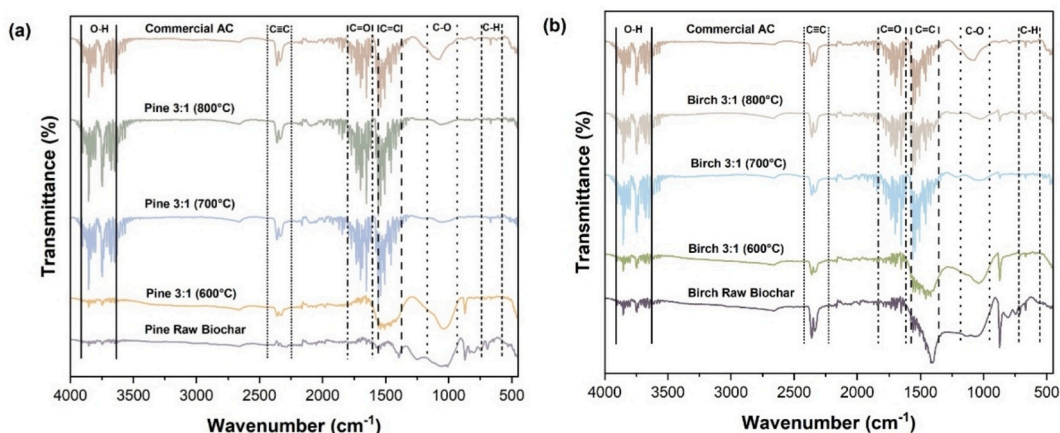 (a)
O-H Commercial AC C≡C C=O C=C C-O C-H
Pine 3:1 (800°C)
Pine 3:1 (700°C)
Pine 3:1 (600°C)
Pine Raw Biochar
Transmittance (%)
4000 3500 3000 2500 2000 1500 1000 500
Wavenumber (cm⁻¹)
(b)
O-H Commercial AC C≡C C=O C=C C-O C-H
Birch 3:1 (800°C)
Birch 3:1 (700°C)
Birch 3:1 (600°C)
Birch Raw Biochar
Transmittance (%)
4000 3500 3000 2500 2000 1500 1000 500
Wavenumber (cm⁻¹)